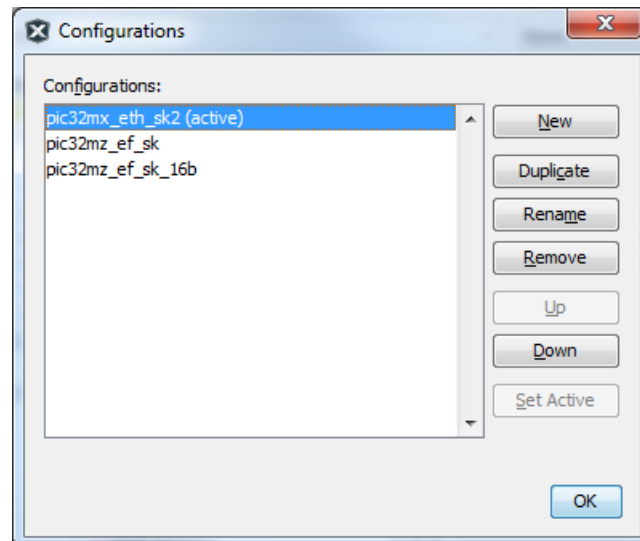 Configurations
Configurations:
pic32mx_eth_sk2 (active)
pic32mz_ef_sk
pic32mz_ef_sk_16b
New
Duplicate
Rename
Remove
Up
Down
Set Active
OK